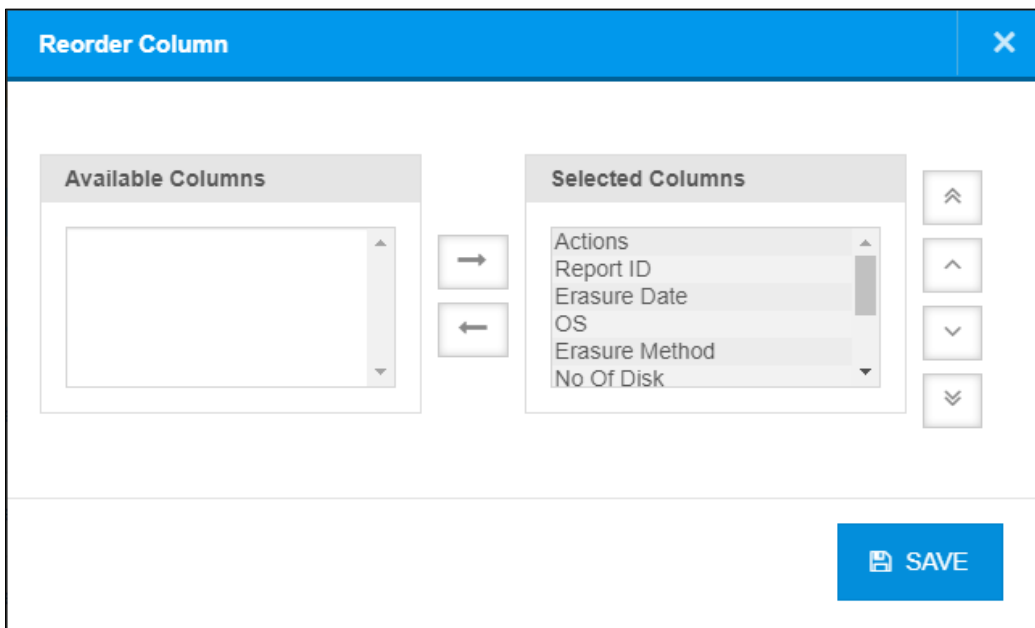 Reorder Column
Available Columns
Selected Columns
Actions
Report ID
Erasure Date
OS
Erasure Method
No Of Disk
SAVE